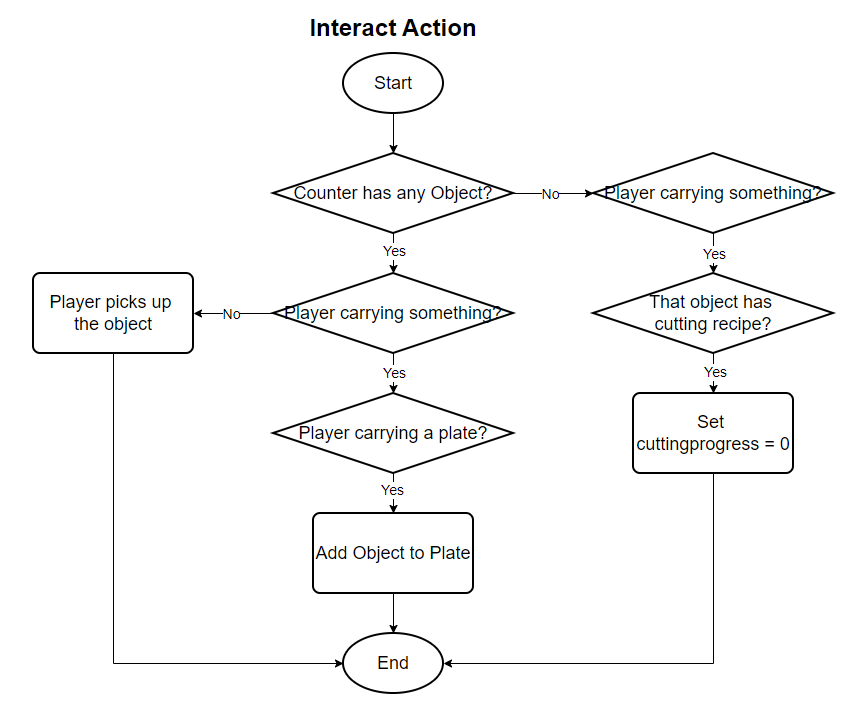 Interact Action
Start
Counter has any Object?
No
Player carrying something?
Yes
Yes
Player picks up
the object
No
Player carrying something?
That object has
cutting recipe?
Yes
Yes
Player carrying a plate?
Set
cuttingprogress = 0
Yes
Add Object to Plate
End